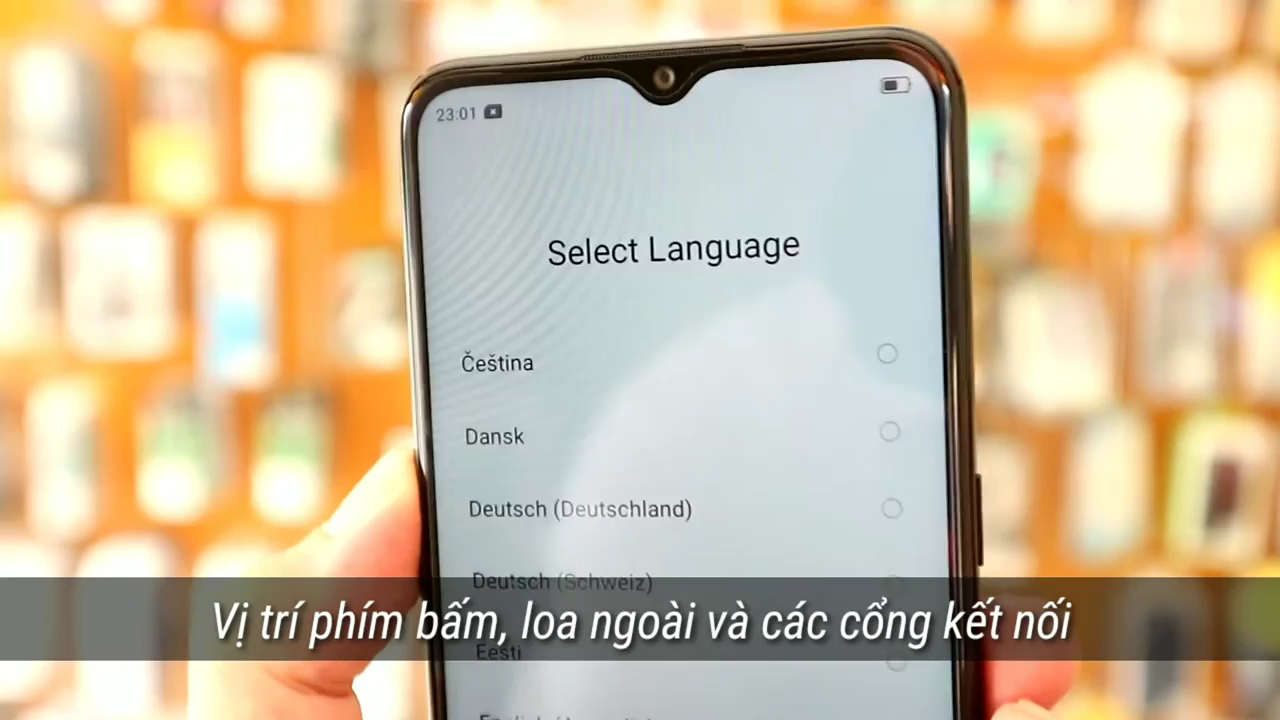 23:01
Select Language
Čeština
Dansk
Deutsch (Deutschland)
Deutsch (Schweiz)
Vị trí phím bấm, loa ngoài và các cổng kết nối
Eesti